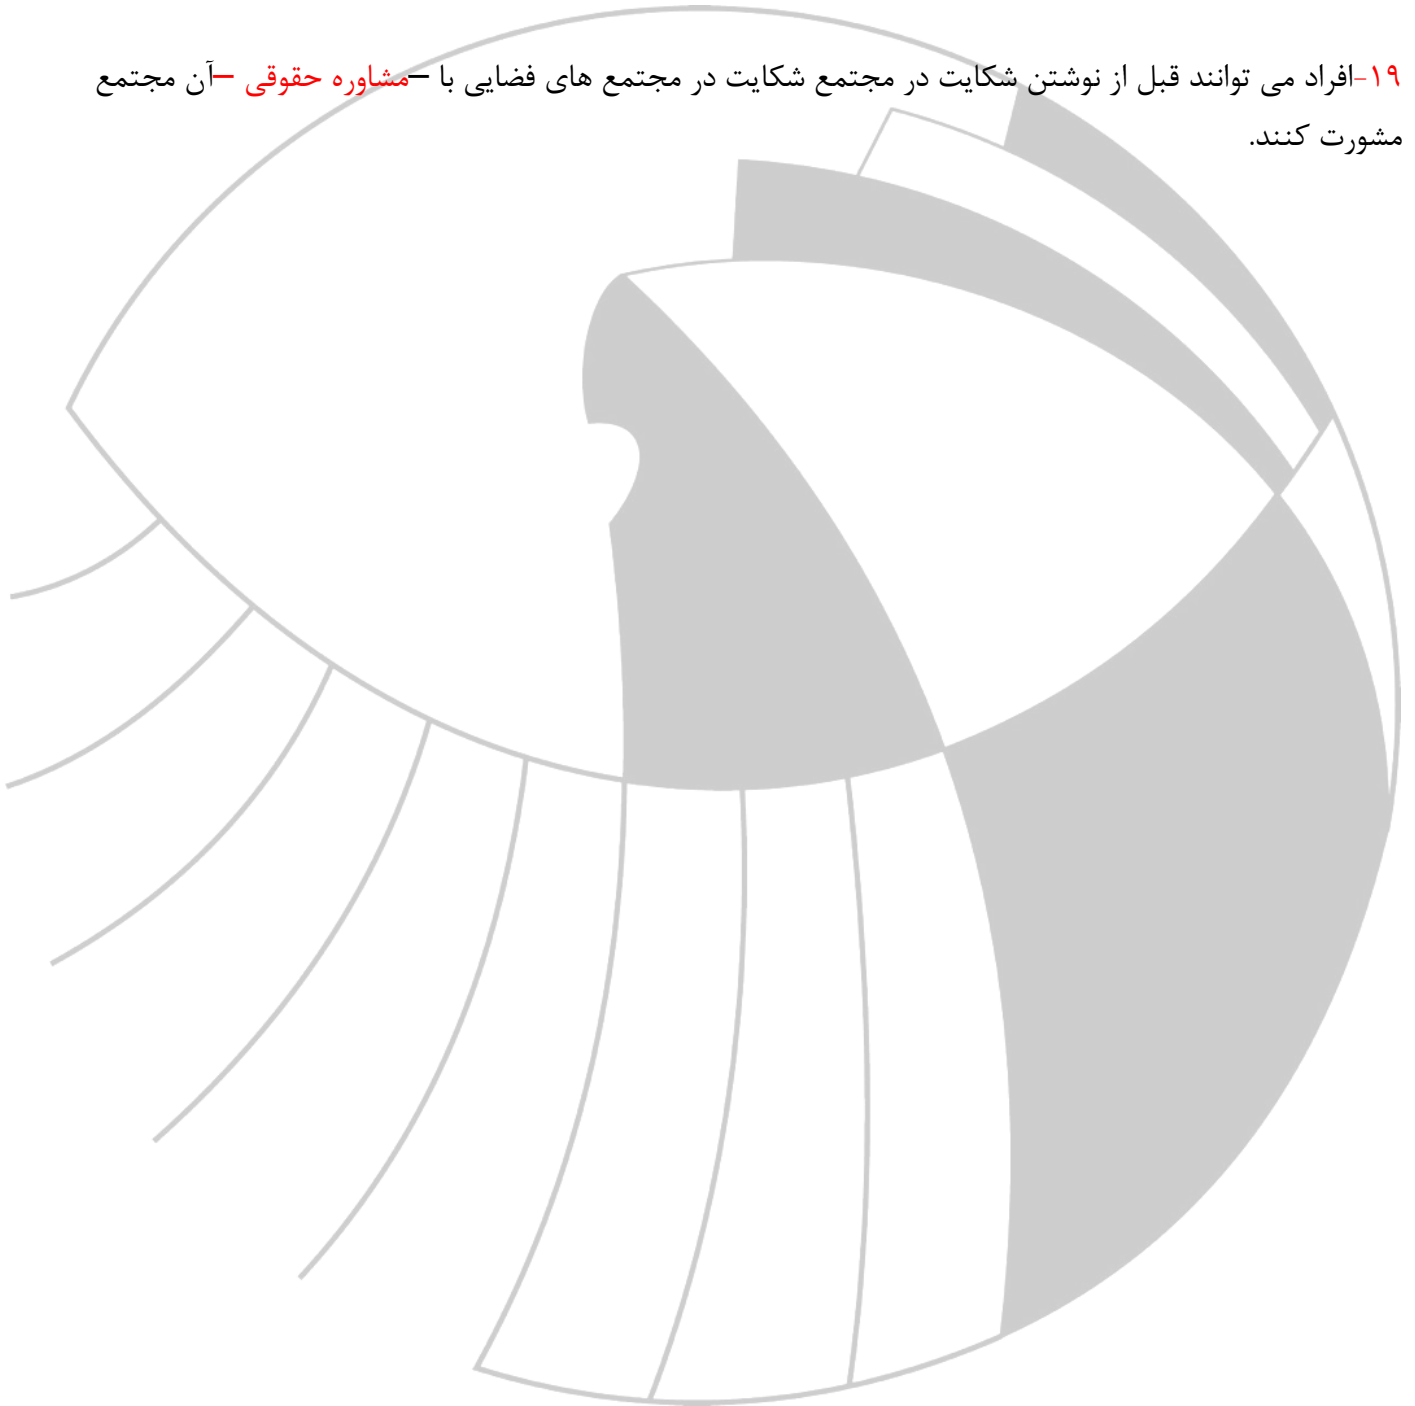 ۱۹-افراد می توانند قبل از نوشتن شکایت در مجتمع شکایت در مجتمع های فضایی با –مشاوره حقوقی –آن مجتمع
مشورت کنند.